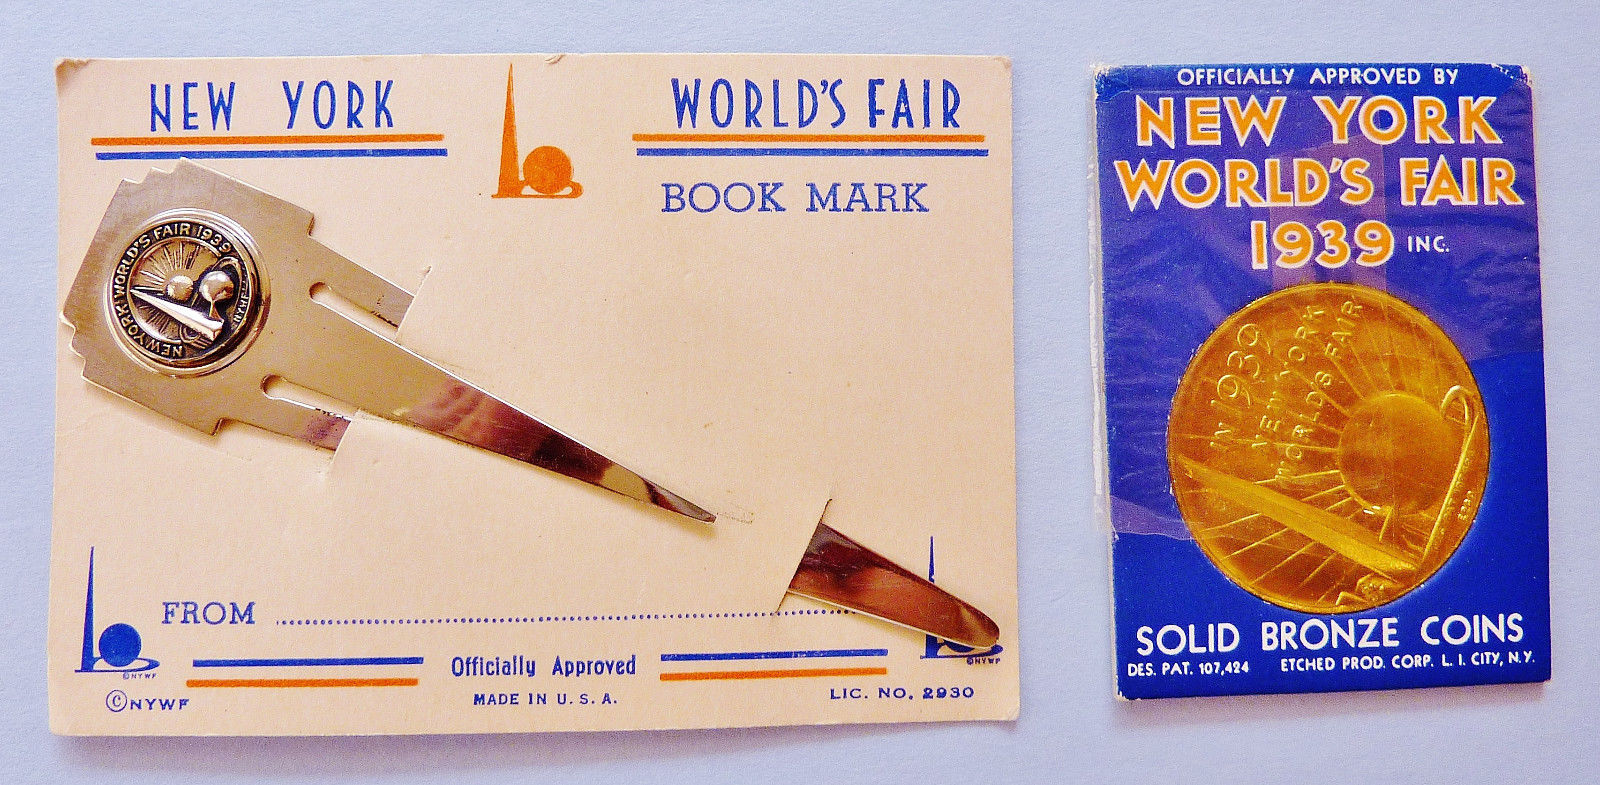 NEW YORK WORLD'S FAIR
BOOK MARK
NEW YORK WORLD'S FAIR 1939
FROM
©NYWF
©NYWF
Officially Approved
©NYWF
MADE IN U. S. A.
LIC. NO. 2930
OFFICIALLY APPROVED BY
NEW YORK
WORLD'S FAIR
1939 INC.
IN 1939
NEW YORK
WORLD'S FAIR
SOLID BRONZE COINS
DES. PAT. 107,424 ETCHED PROD. CORP. L. I. CITY, N.Y.